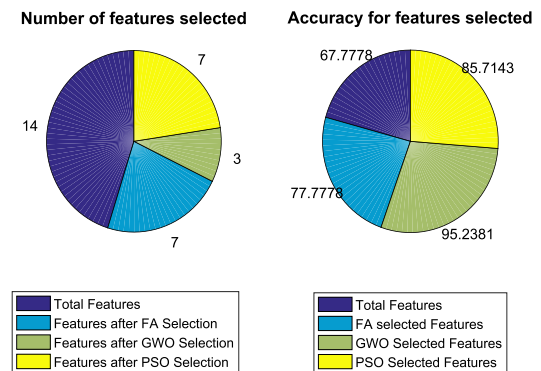 Number of features selected
7
14
3
7
Total Features
Features after FA Selection
Features after GWO Selection
Features after PSO Selection
Accuracy for features selected
67.7778
85.7143
77.7778
95.2381
Total Features
FA selected Features
GWO Selected Features
PSO Selected Features